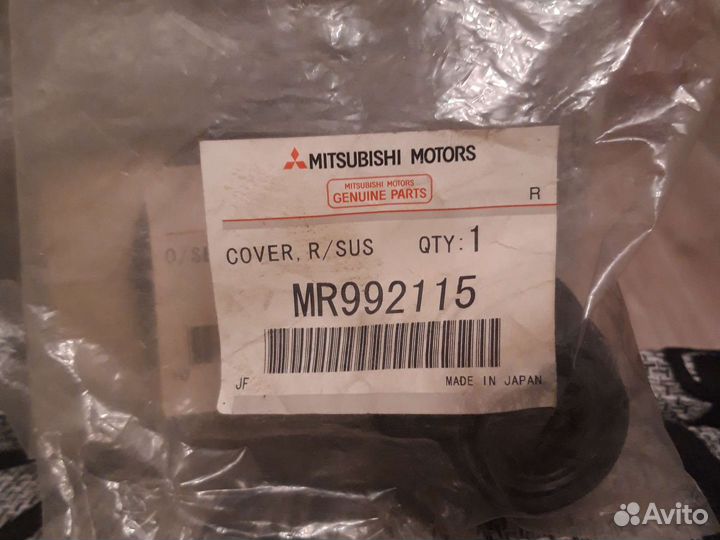 MITSUBISHI MOTORS
MITSUBISHI MOTORS
GENUINE PARTS
R
COVER, R/SUS QTY:1
MR992115
JF MADE IN JAPAN
O/S
Avito